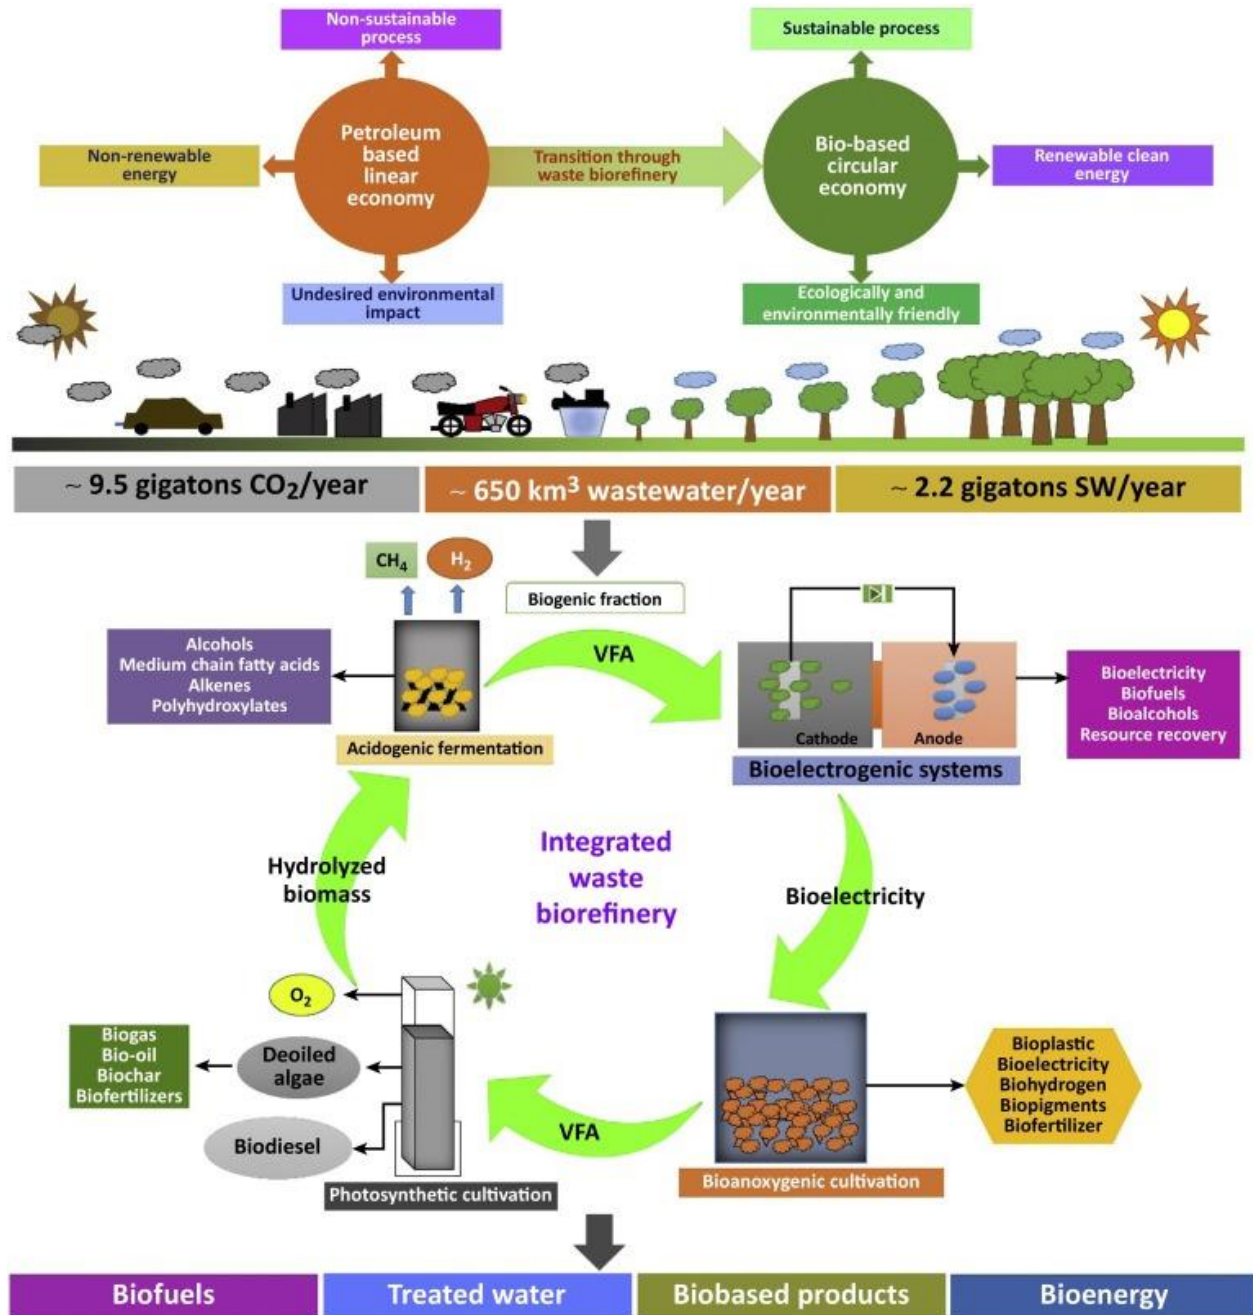 Non-sustainable
process
Sustainable process
Petroleum
based
linear
economy
Non-renewable
energy
Transition through
waste biorefinery
Bio-based
circular
economy
Renewable clean
energy
Undesired environmental
impact
Ecologically and
environmentally friendly
~ 9.5 gigatons CO₂/year
~ 650 km³ wastewater/year
~ 2.2 gigatons SW/year
CH₄
H₂
Biogenic fraction
Alcohols
Medium chain fatty acids
Alkenes
Polyhydroxylates
VFA
Acidogenic fermentation
Cathode
Anode
Bioelectrogenic systems
Bioelectricity
Biofuels
Bioalcohols
Resource recovery
Hydrolyzed
biomass
Integrated
waste
biorefinery
Bioelectricity
O₂
Biogas
Bio-oil
Biochar
Biofertilizers
Deoiled
algae
Biodiesel
Photosynthetic cultivation
VFA
Bioanoxygenic cultivation
Bioplastic
Bioelectricity
Biohydrogen
Biopigments
Biofertilizer
Biofuels
Treated water
Biobased products
Bioenergy